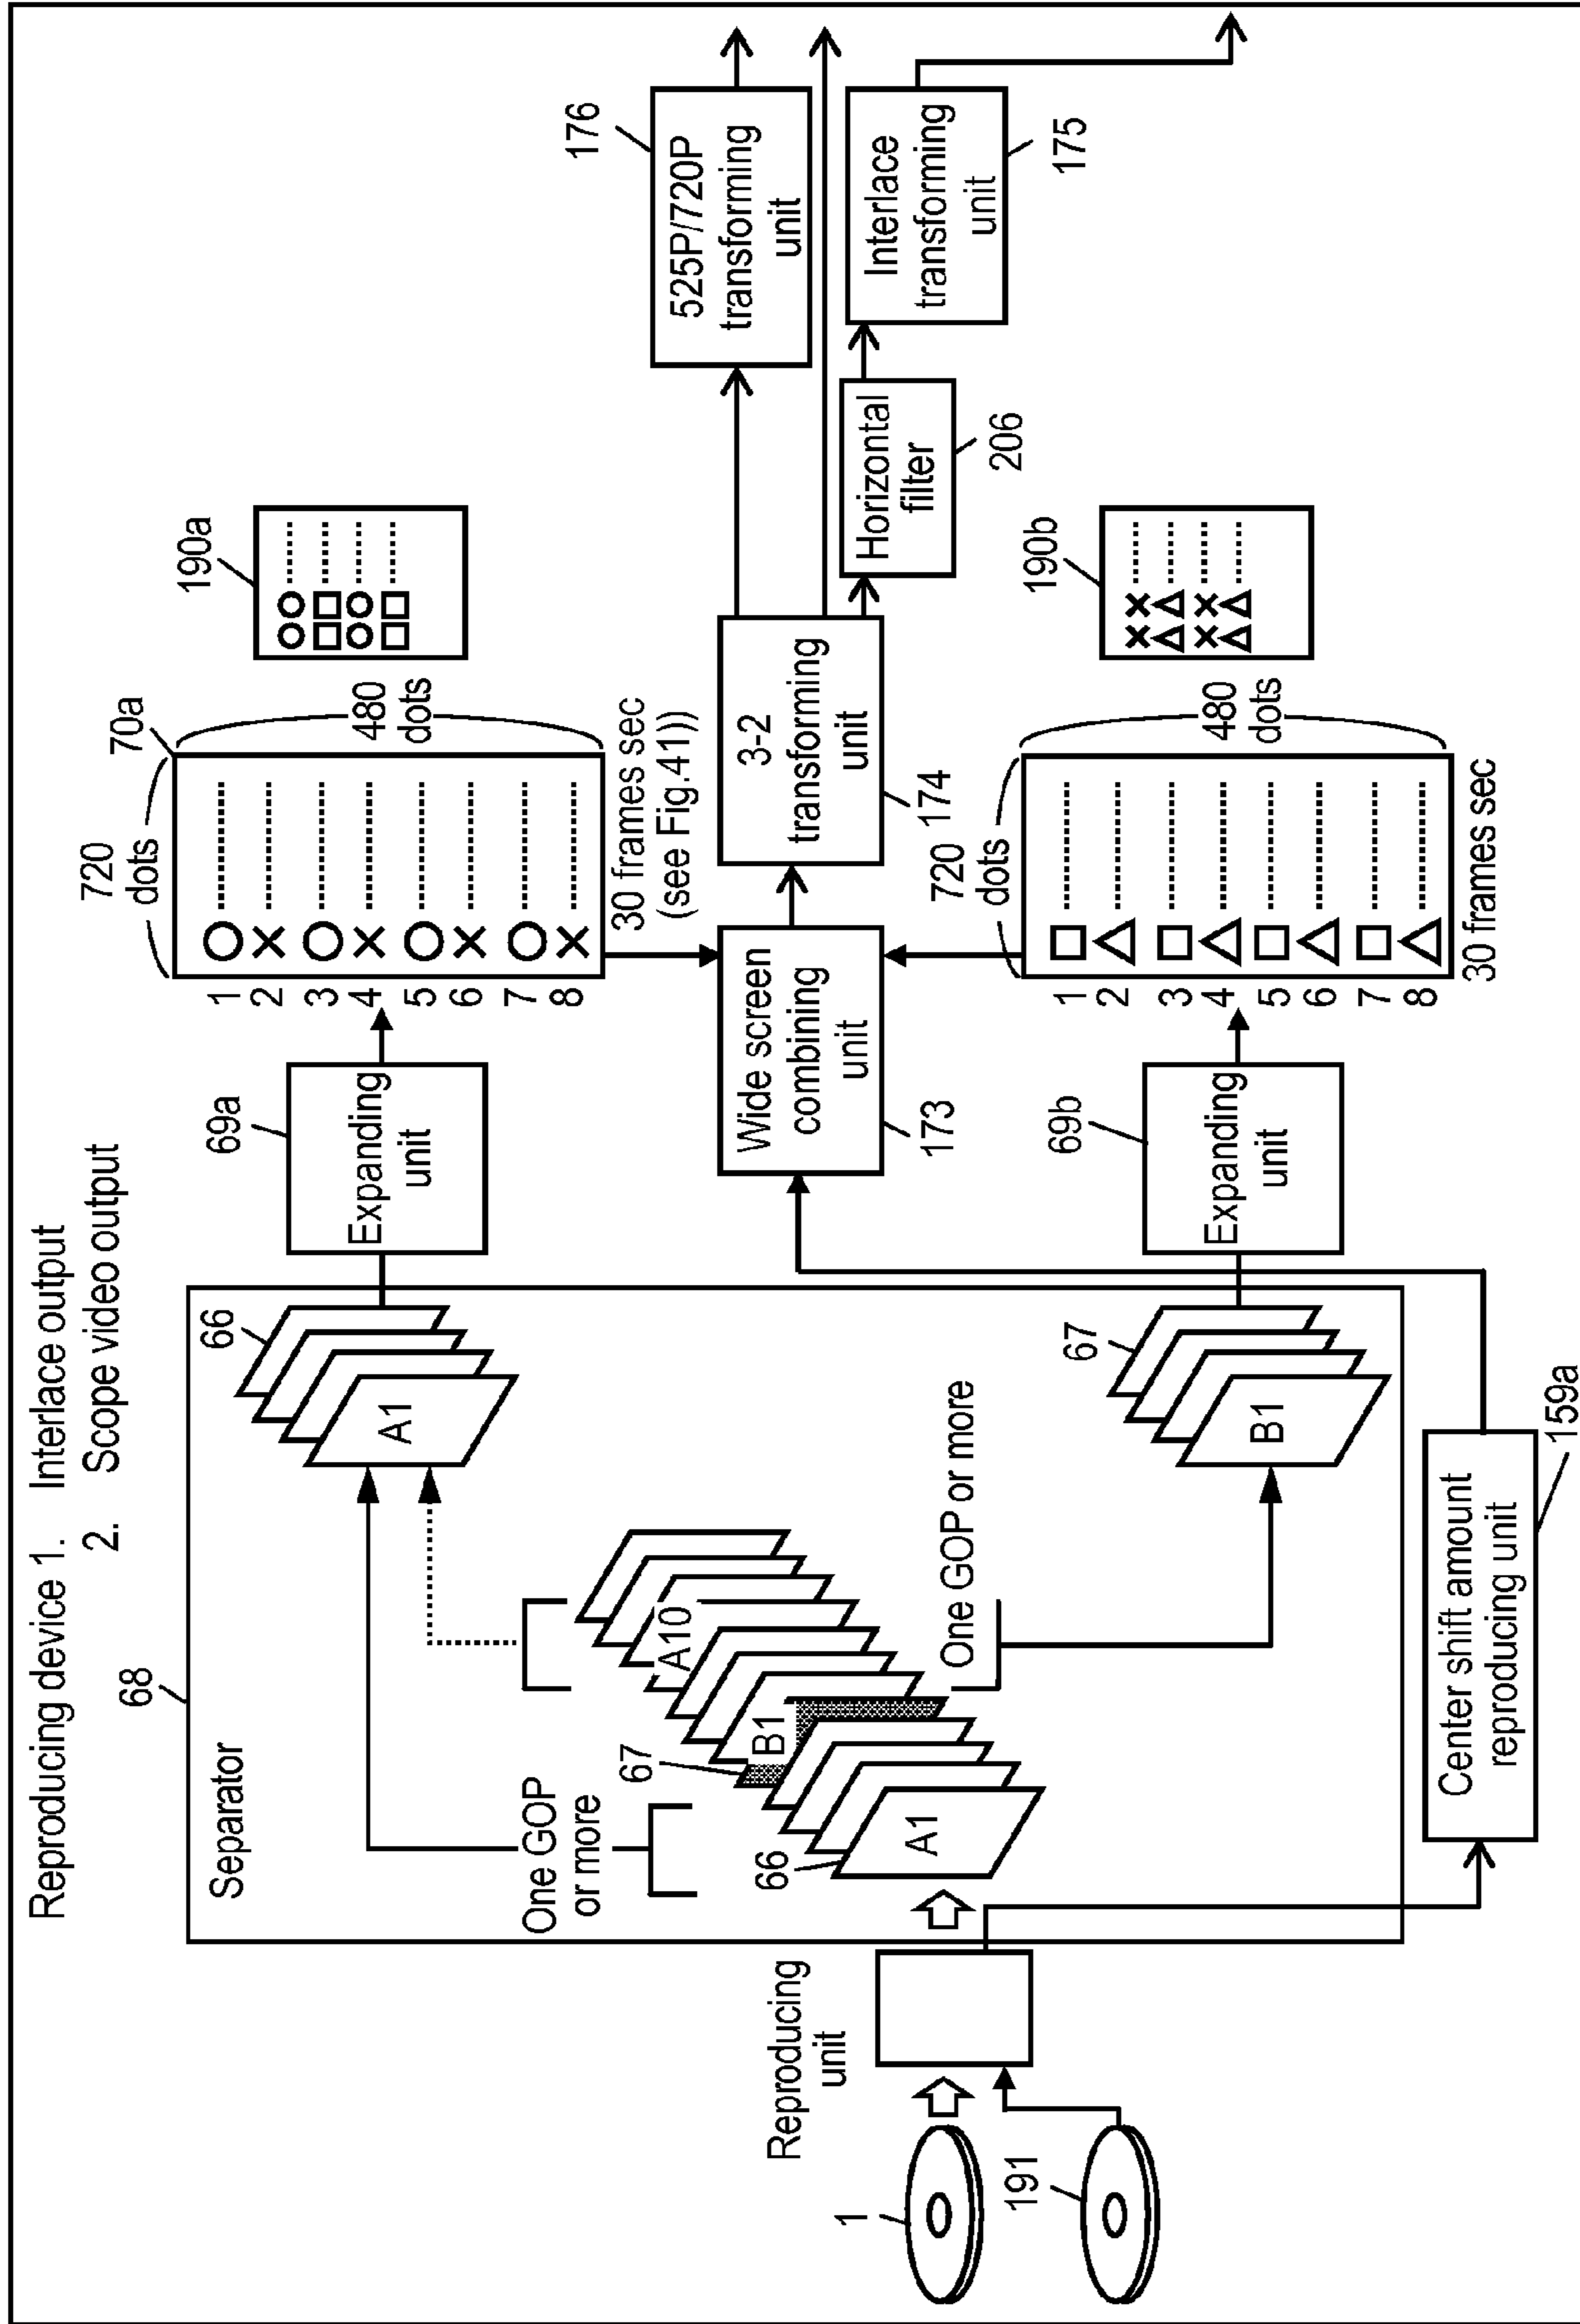 Reproducing device 1. Interlace output
2. Scope video output
68
Separator
66
A1
One GOP
or more
A10
B1
67
66
A1
One GOP or more
67
B1
Reproducing
unit
1
191
Center shift amount
reproducing unit
159a
69a
Expanding
unit
69b
Expanding
unit
Wide screen
combining
unit
173
720
dots
70a
480
dots
1
2
3
4
5
6
7
8
30 frames sec
(see Fig.41))
720
dots
480
dots
1
2
3
4
5
6
7
8
30 frames sec
3-2
transforming
unit
174
190a
190b
Horizontal
filter
206
176
525P/720P
transforming
unit
Interlace
transforming
unit
175